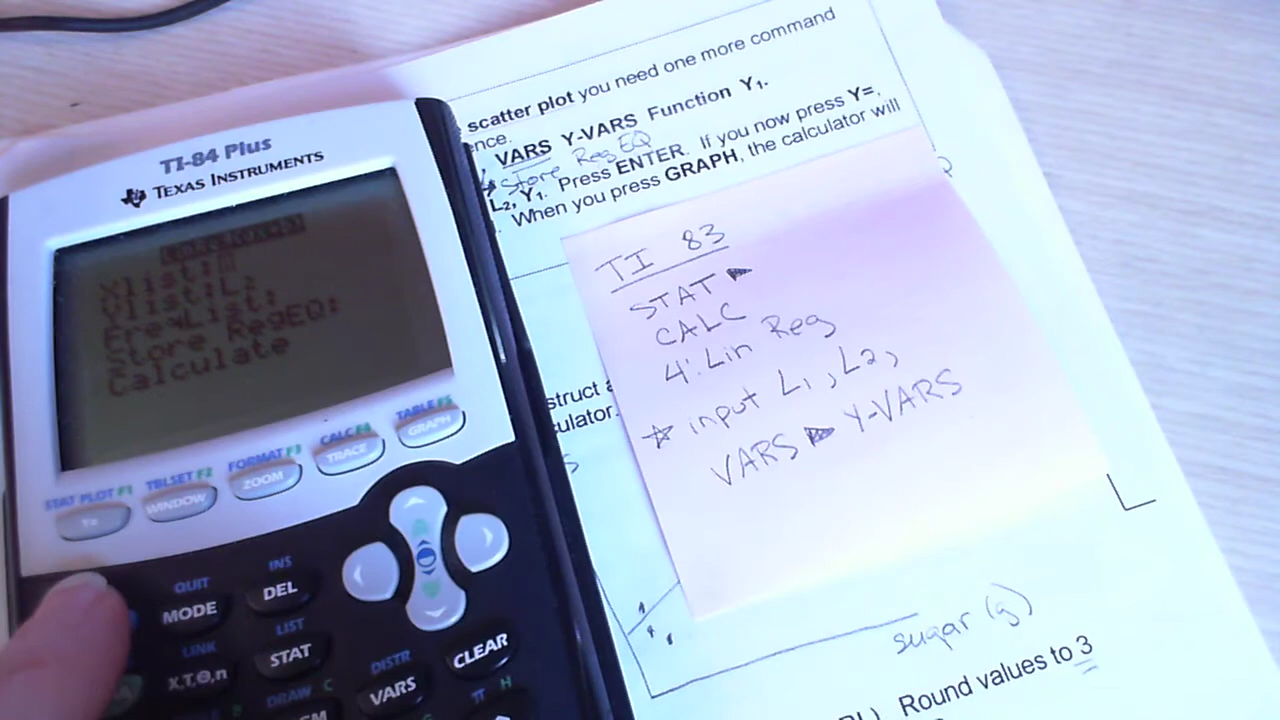 TI-84 Plus
TEXAS INSTRUMENTS
Xlist:
Ylist:L2
FreqList:
Store RegEQ:
Calculate
STAT PLOT F1
TBLSET F2
FORMAT F3
CALC F4
TABLE F5
Y=
WINDOW
ZOOM
TRACE
GRAPH
QUIT
INS
MODE
DEL
LINK
LIST
X,T,θ,n
STAT
DISTR
CLEAR
DRAW C
VARS
π H
scatter plot you need one more command
VARS Y-VARS Function Y₁.
Store RegEQ
L₂, Y₁. Press ENTER. If you now press Y=,
When you press GRAPH, the calculator will
TI 83
STAT ▶
CALC
4: Lin Reg
☆ input L₁, L₂,
VARS ▶ Y-VARS
sugar (g)
Round values to 3